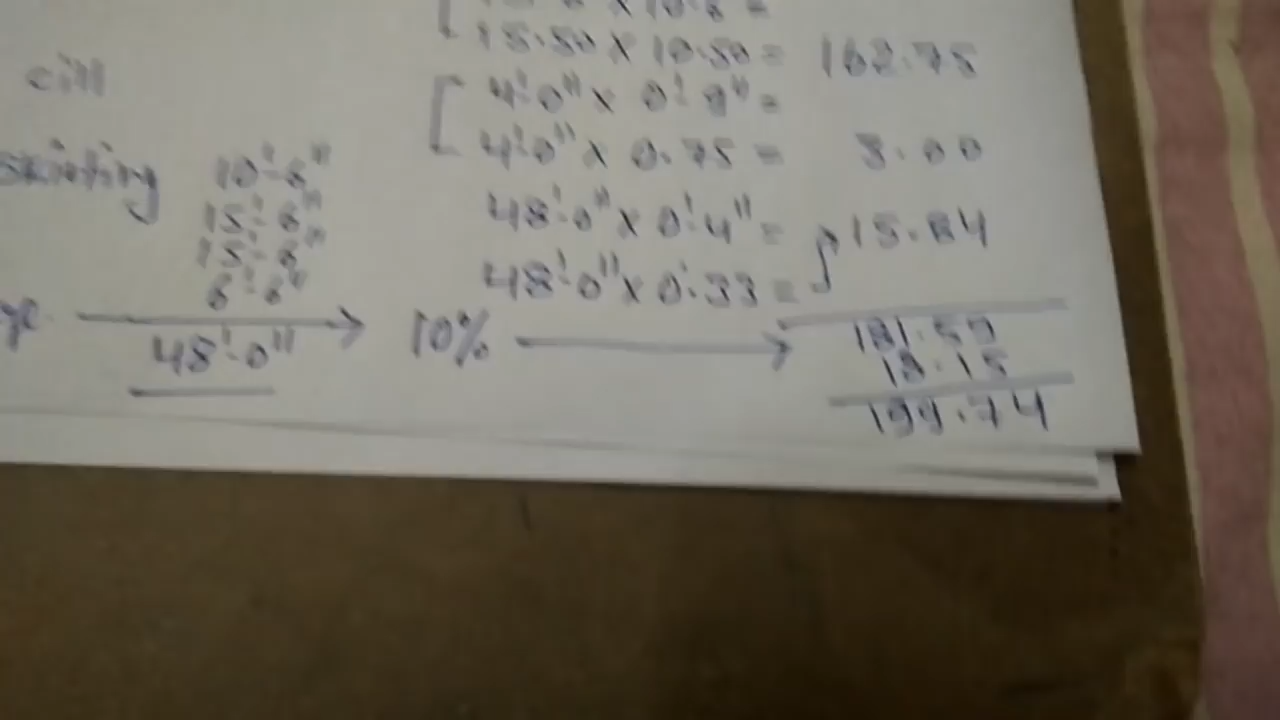 15.50 X 10.50 = 162.75
cill
4'-0" X 0'-9" =
4'-0" X 0.75 = 3.00
skirting 10'-6"
15'-6"
15'-6"
6'-6"
48'-0"
48'-0" X 0'-4" = 15.84
48'-0" X 0.33 =
10%
181.59
18.15
199.74